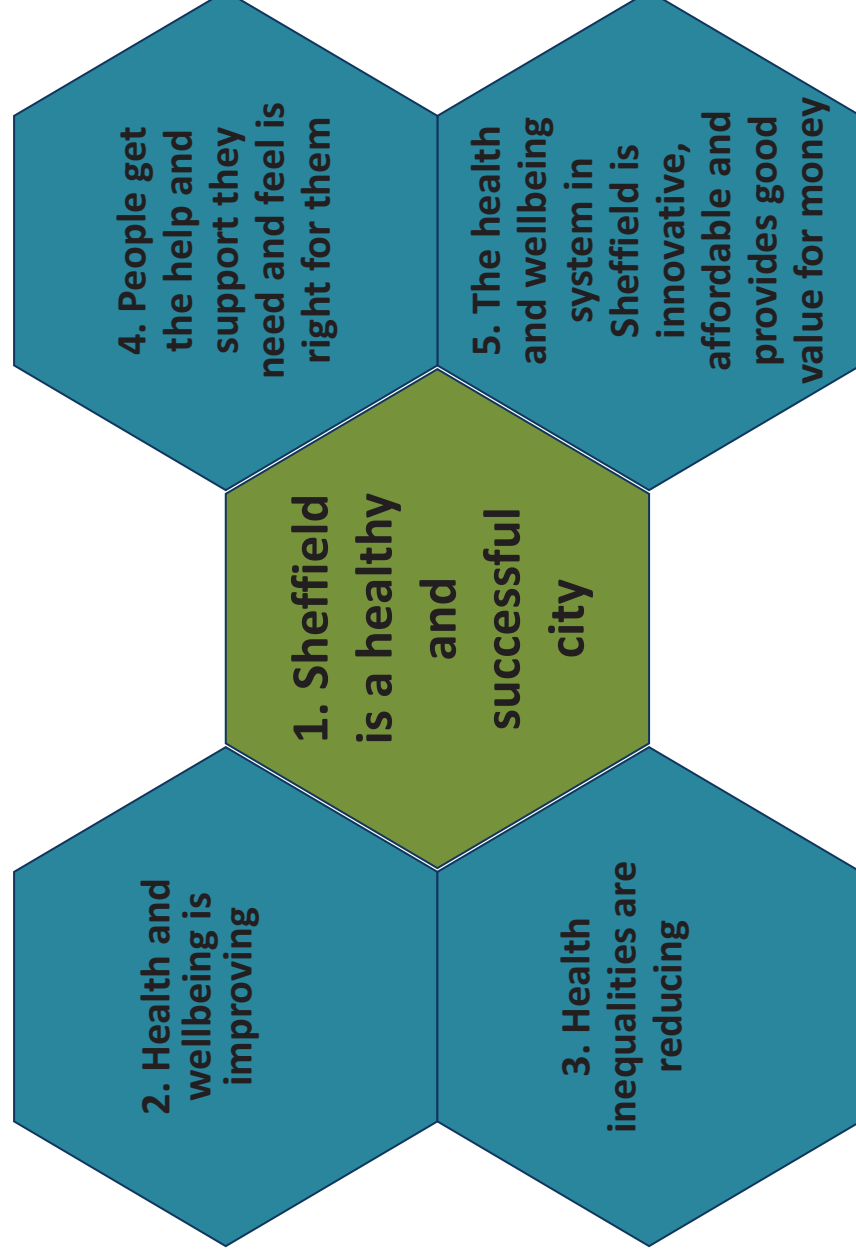 1. Sheffield
is a healthy
and
successful
city
2. Health and
wellbeing is
improving
3. Health
inequalities are
reducing
4. People get
the help and
support they
need and feel is
right for them
5. The health
and wellbeing
system in
Sheffield is
innovative,
affordable and
provides good
value for money